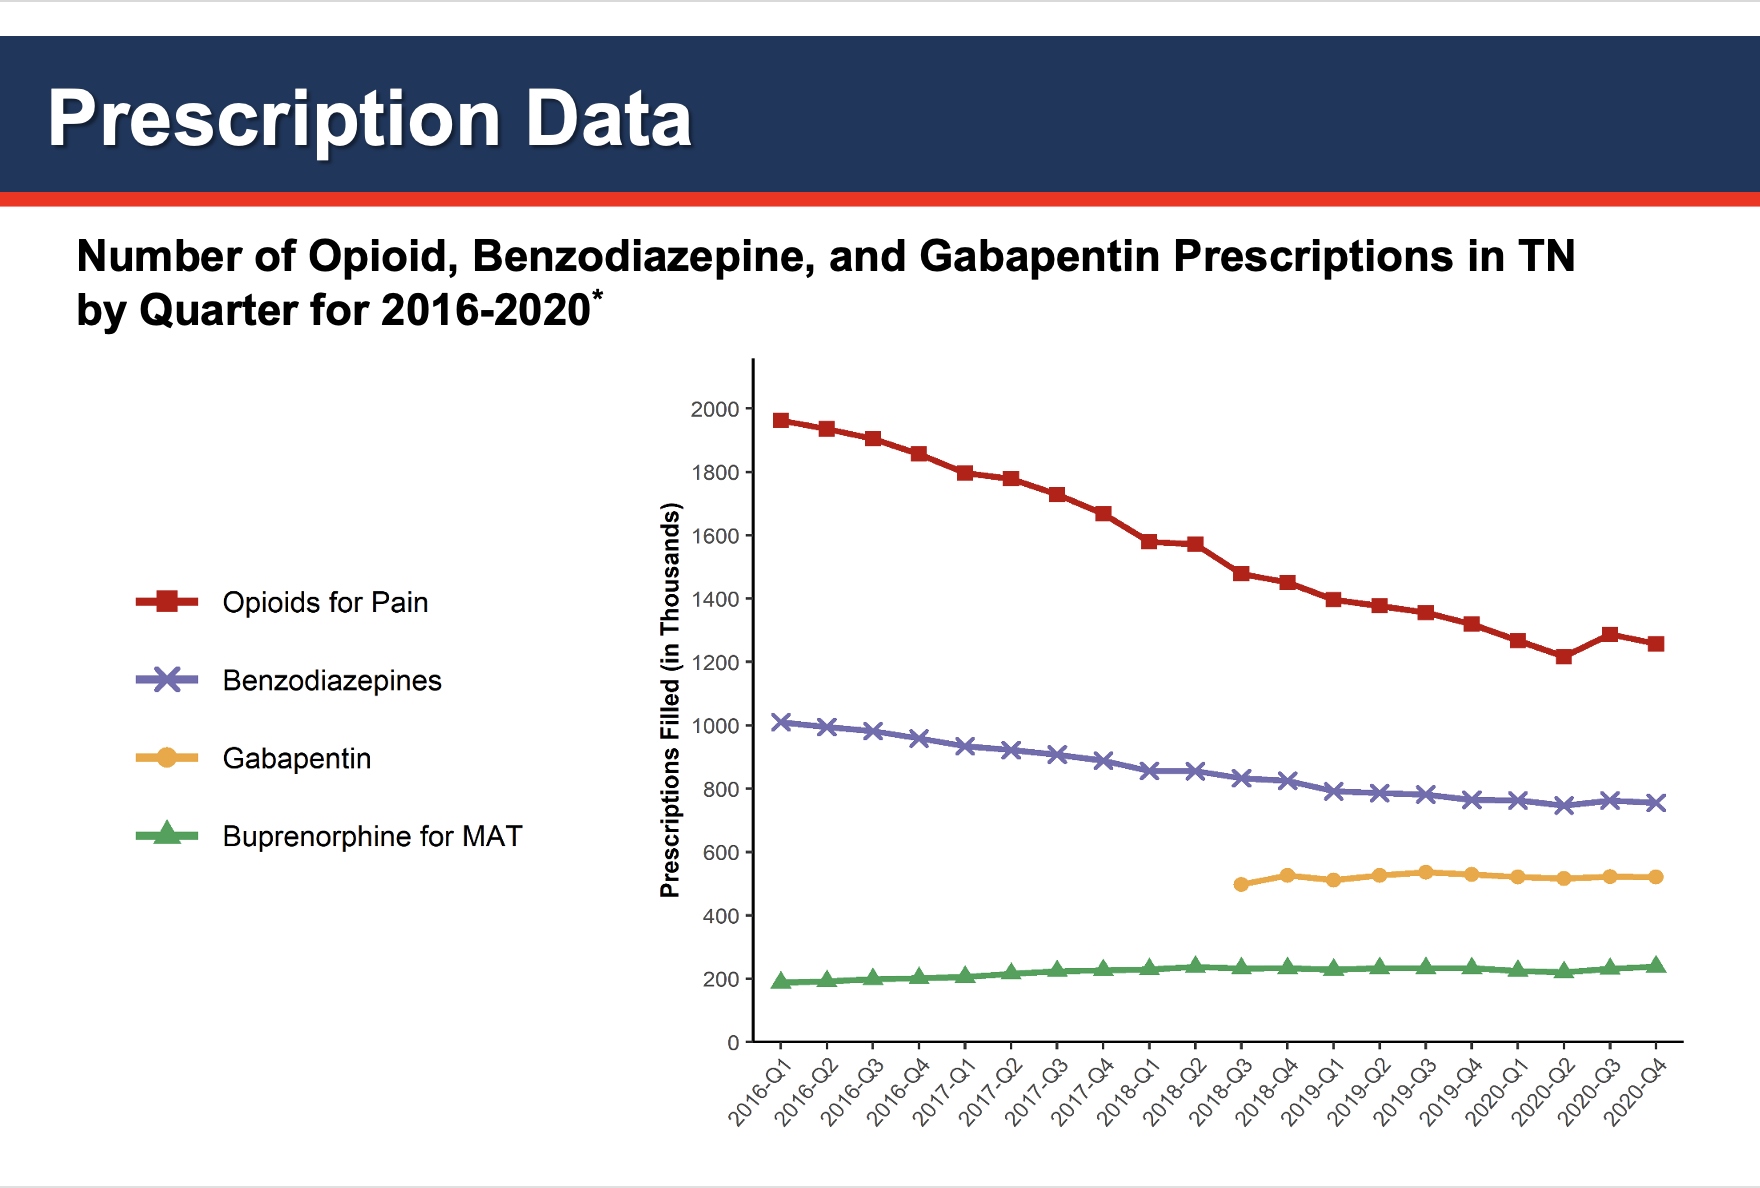 Prescription Data
Number of Opioid, Benzodiazepine, and Gabapentin Prescriptions in TN
by Quarter for 2016-2020*
Opioids for Pain
Benzodiazepines
Gabapentin
Buprenorphine for MAT
Prescriptions Filled (in Thousands)
2000
1800
1600
1400
1200
1000
800
600
400
200
0
2016-Q1
2016-Q2
2016-Q3
2016-Q4
2017-Q1
2017-Q2
2017-Q3
2017-Q4
2018-Q1
2018-Q2
2018-Q3
2018-Q4
2019-Q1
2019-Q2
2019-Q3
2019-Q4
2020-Q1
2020-Q2
2020-Q3
2020-Q4